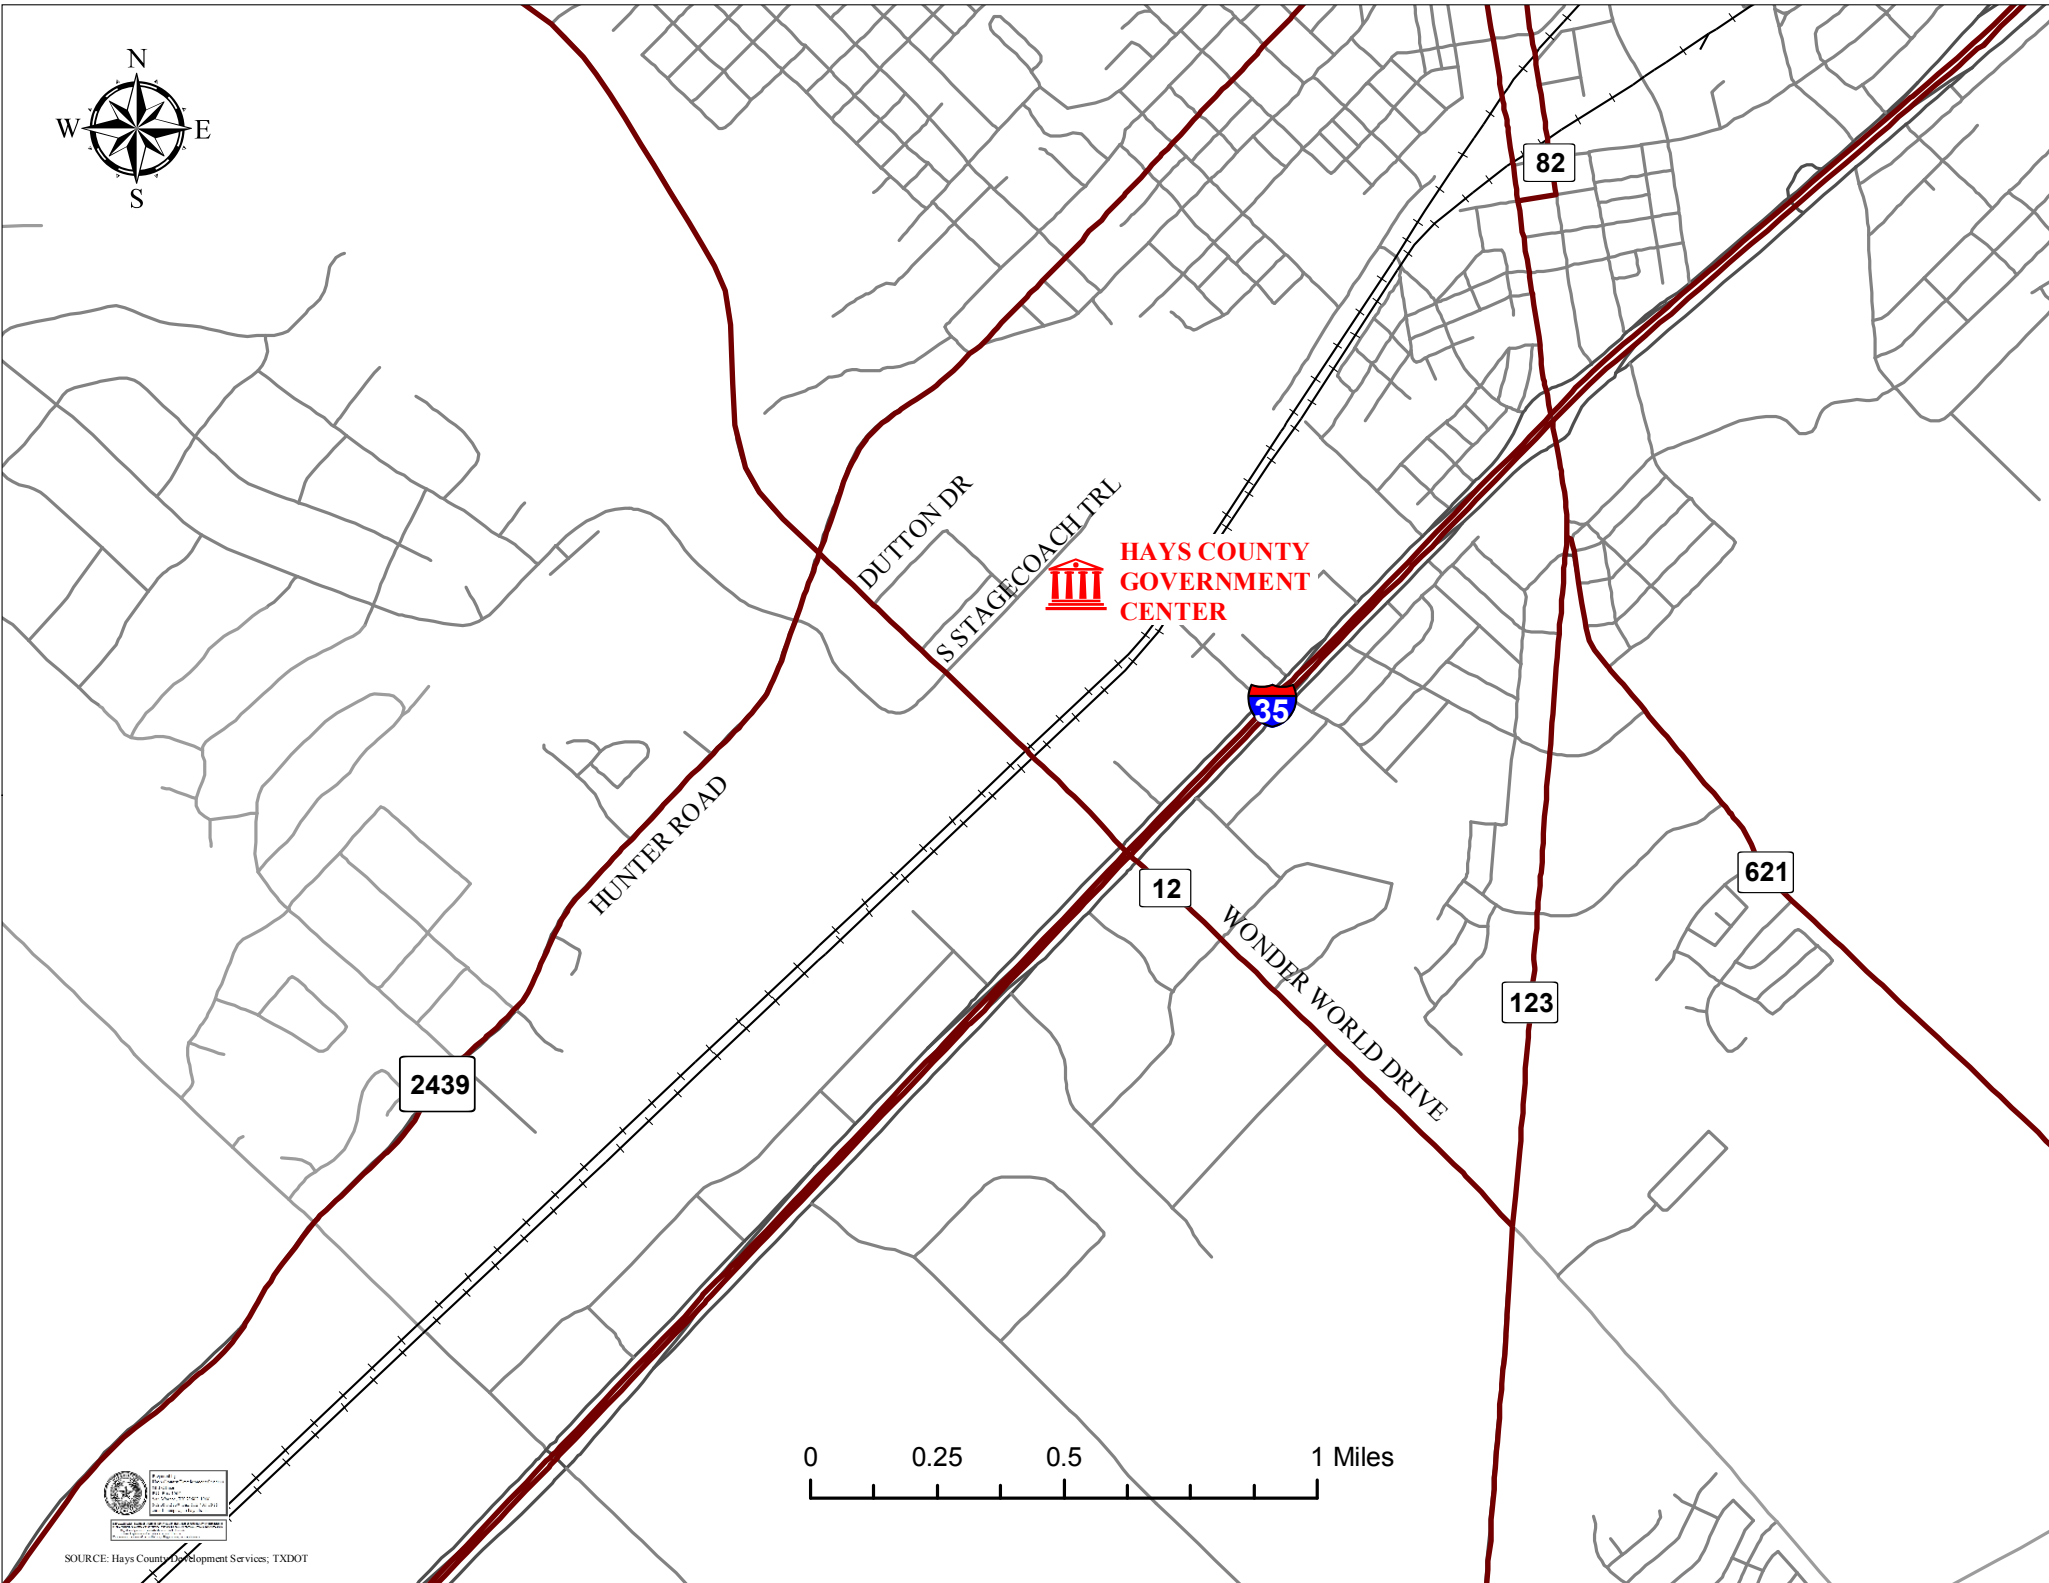 N
W E
S
82
DUTTON DR
S STAGECOACH TRL
HAYS COUNTY
GOVERNMENT
CENTER
35
HUNTER ROAD
12
621
WONDER WORLD DRIVE
123
2439
0 0.25 0.5 1 Miles
SOURCE: Hays County Development Services; TXDOT